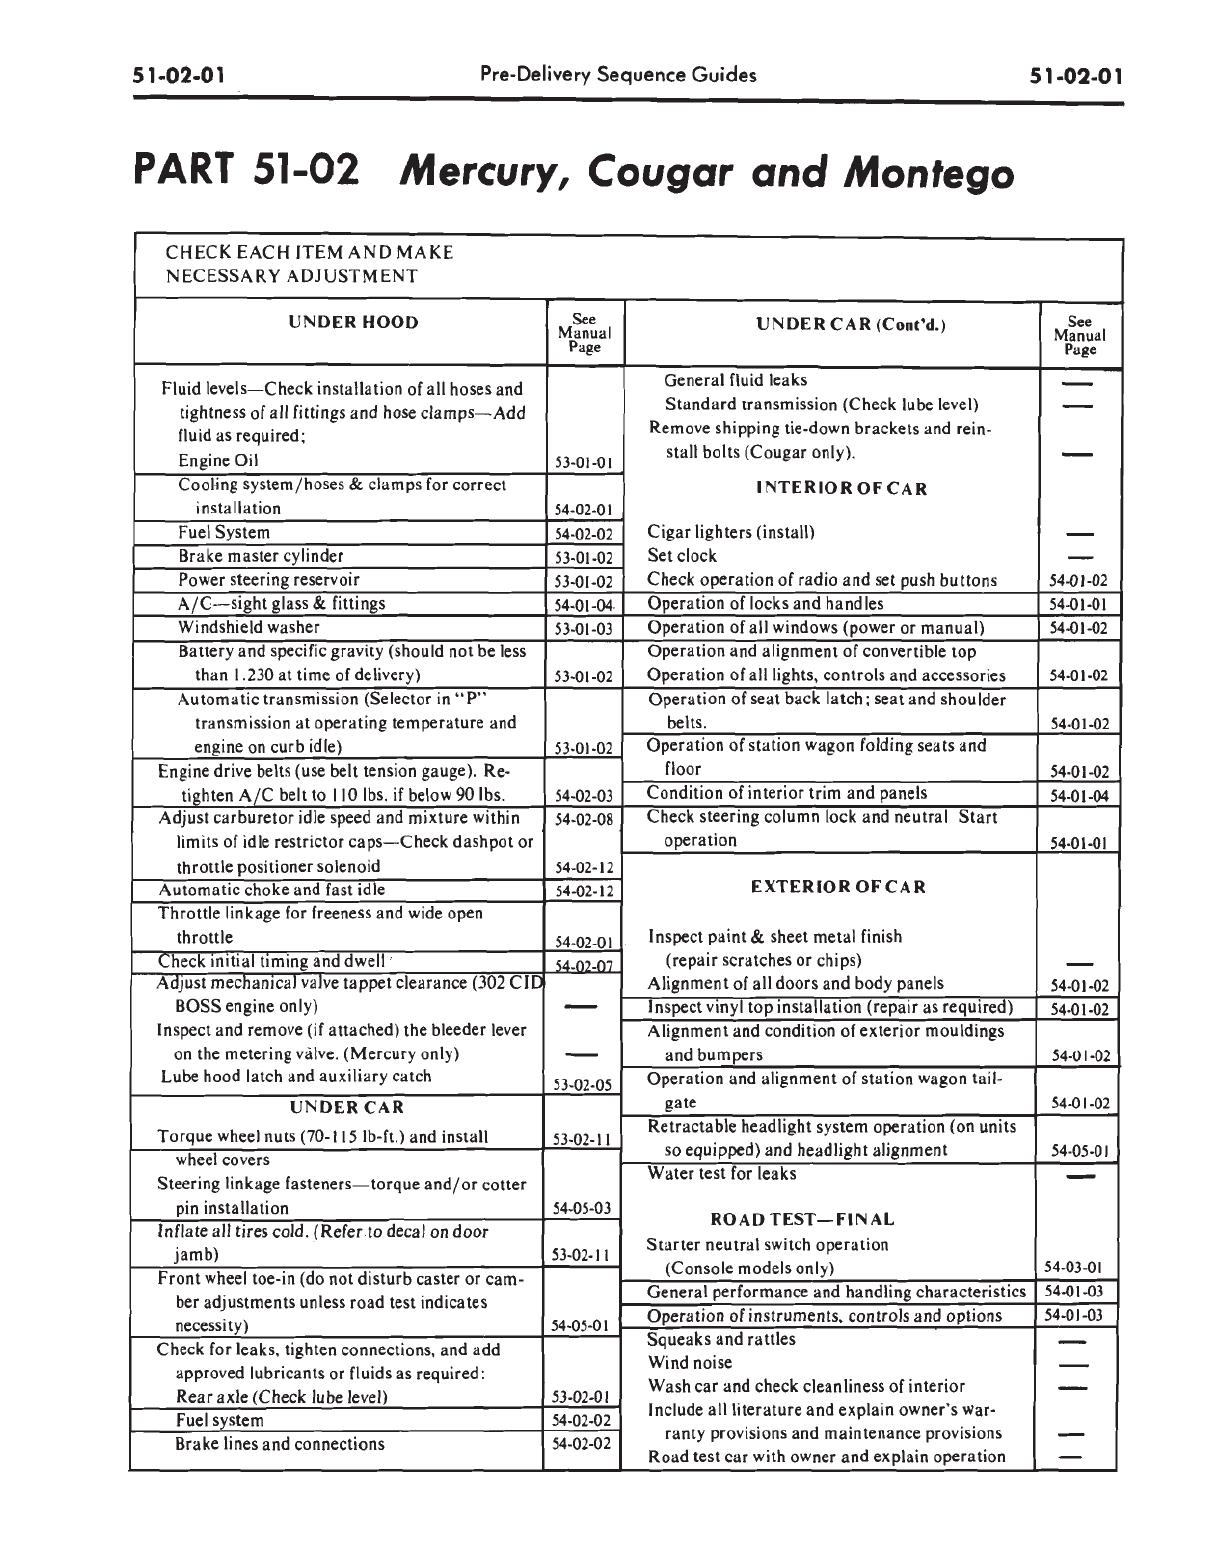 51-02-01 Pre-Delivery Sequence Guides 51-02-01
PART 51-02 Mercury, Cougar and Montego
CHECK EACH ITEM AND MAKE
NECESSARY ADJUSTMENT
UNDER HOOD
See
Manual
Page
Fluid levels—Check installation of all hoses and
tightness of all fittings and hose clamps—Add
fluid as required;
Engine Oil 53-01-01
Cooling system/hoses & clamps for correct
installation 54-02-01
Fuel System 54-02-02
Brake master cylinder 53-01-02
Power steering reservoir 53-01-02
A/C—sight glass & fittings 54-01-04
Windshield washer 53-01-03
Battery and specific gravity (should not be less
than 1.230 at time of delivery) 53-01-02
Automatic transmission (Selector in "P"
transmission at operating temperature and
engine on curb idle) 53-01-02
Engine drive belts (use belt tension gauge). Re-
tighten A/C belt to 110 lbs. if below 90 lbs. 54-02-03
Adjust carburetor idle speed and mixture within 54-02-08
limits of idle restrictor caps—Check dashpot or
throttle positioner solenoid 54-02-12
Automatic choke and fast idle 54-02-12
Throttle linkage for freeness and wide open
throttle 54-02-01
Check initial timing and dwell 54-02-07
Adjust mechanical valve tappet clearance (302 CID
BOSS engine only) —
Inspect and remove (if attached) the bleeder lever
on the metering valve. (Mercury only) —
Lube hood latch and auxiliary catch 53-02-05
UNDER CAR
Torque wheel nuts (70-115 lb-ft.) and install 53-02-11
wheel covers
Steering linkage fasteners—torque and/or cotter
pin installation 54-05-03
Inflate all tires cold. (Refer to decal on door
jamb) 53-02-11
Front wheel toe-in (do not disturb caster or cam-
ber adjustments unless road test indicates
necessity) 54-05-01
Check for leaks, tighten connections, and add
approved lubricants or fluids as required:
Rear axle (Check lube level) 53-02-01
Fuel system 54-02-02
Brake lines and connections 54-02-02
UNDER CAR (Cont'd.)
See
Manual
Page
General fluid leaks —
Standard transmission (Check lube level) —
Remove shipping tie-down brackets and rein-
stall bolts (Cougar only). —
INTERIOR OF CAR
Cigar lighters (install) —
Set clock —
Check operation of radio and set push buttons 54-01-02
Operation of locks and handles 54-01-01
Operation of all windows (power or manual) 54-01-02
Operation and alignment of convertible top
Operation of all lights, controls and accessories 54-01-02
Operation of seat back latch; seat and shoulder
belts. 54-01-02
Operation of station wagon folding seats and
floor 54-01-02
Condition of interior trim and panels 54-01-04
Check steering column lock and neutral Start
operation 54-01-01
EXTERIOR OF CAR
Inspect paint & sheet metal finish
(repair scratches or chips) —
Alignment of all doors and body panels 54-01-02
Inspect vinyl top installation (repair as required) 54-01-02
Alignment and condition of exterior mouldings
and bumpers 54-01-02
Operation and alignment of station wagon tail-
gate 54-01-02
Retractable headlight system operation (on units
so equipped) and headlight alignment 54-05-01
Water test for leaks —
ROAD TEST—FINAL
Starter neutral switch operation
(Console models only) 54-03-01
General performance and handling characteristics 54-01-03
Operation of instruments, controls and options 54-01-03
Squeaks and rattles —
Wind noise —
Wash car and check cleanliness of interior —
Include all literature and explain owner's war-
ranty provisions and maintenance provisions —
Road test car with owner and explain operation —